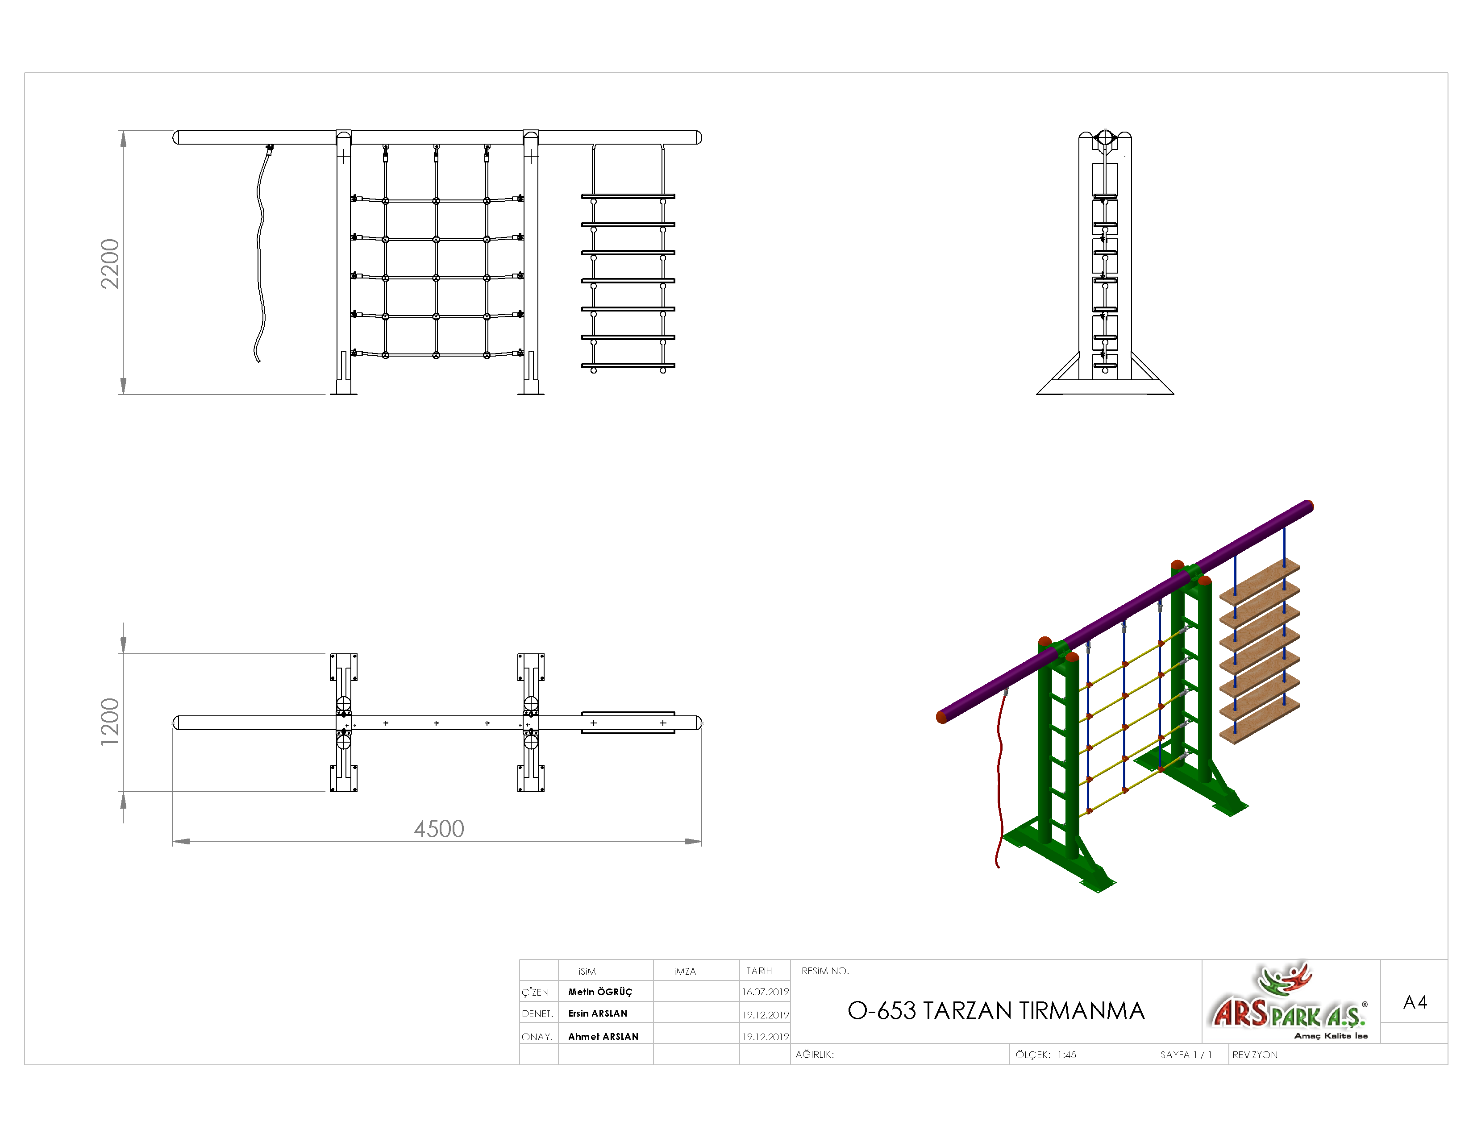 2200
1200
4500
İSİM
İMZA
TARİH
RESİM NO.
ÇİZEN.
Metin ÖGRÜÇ
16.07.2019
DENET.
Ersin ARSLAN
19.12.2019
ONAY.
Ahmet ARSLAN
19.12.2019
O-653 TARZAN TIRMANMA
ARS PARK A.Ş.®
Amaç Kalite İse
A4
AĞIRLIK:
ÖLÇEK: 1:45
SAYFA 1 / 1
REVİZYON